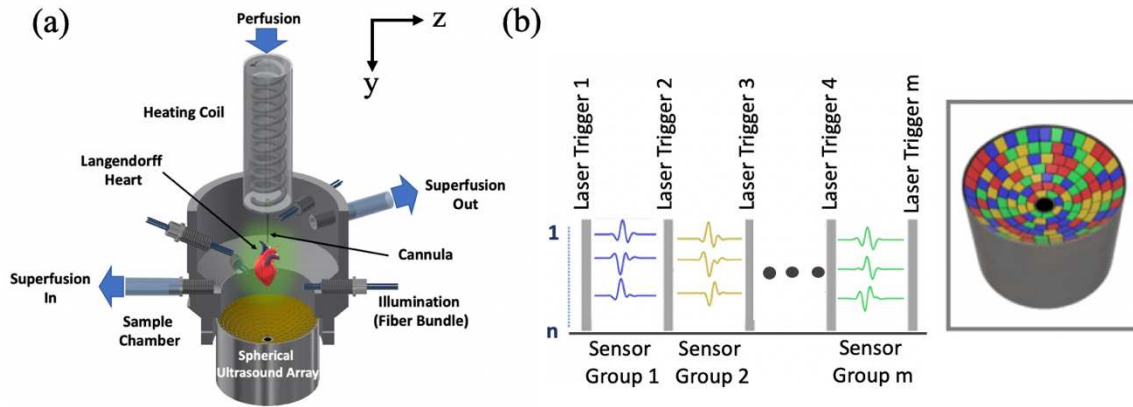 (a)
Perfusion
z
y
Heating Coil
Langendorff
Heart
Superfusion
Out
Cannula
Superfusion
In
Illumination
(Fiber Bundle)
Sample
Chamber
Spherical
Ultrasound Array
(b)
Laser Trigger 1
Laser Trigger 2
Laser Trigger 3
Laser Trigger 4
Laser Trigger m
1
n
Sensor
Group 1
Sensor
Group 2
Sensor
Group m